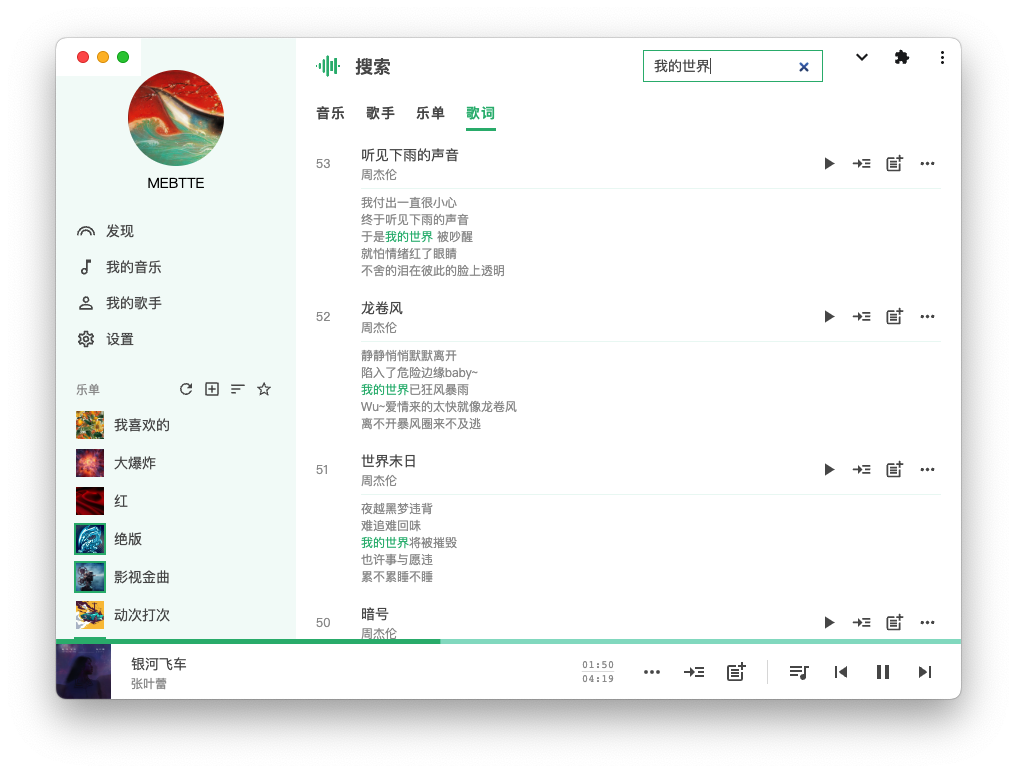 MEBTTE
发现
我的音乐
我的歌手
设置
乐单
我喜欢的
大爆炸
红
绝版
影视金曲
动次打次
搜索
我的世界
音乐 歌手 乐单 歌词
53
听见下雨的声音
周杰伦
我付出一直很小心
终于听见下雨的声音
于是我的世界 被吵醒
就怕情绪红了眼睛
不舍的泪在彼此的脸上透明
52
龙卷风
周杰伦
静静悄悄默默离开
陷入了危险边缘baby~
我的世界已狂风暴雨
Wu~爱情来的太快就像龙卷风
离不开暴风圈来不及逃
51
世界末日
周杰伦
夜越黑梦违背
难追难回味
我的世界将被摧毁
也许事与愿违
累不累睡不睡
50
暗号
周杰伦
银河飞车
张叶蕾
01:50
04:19